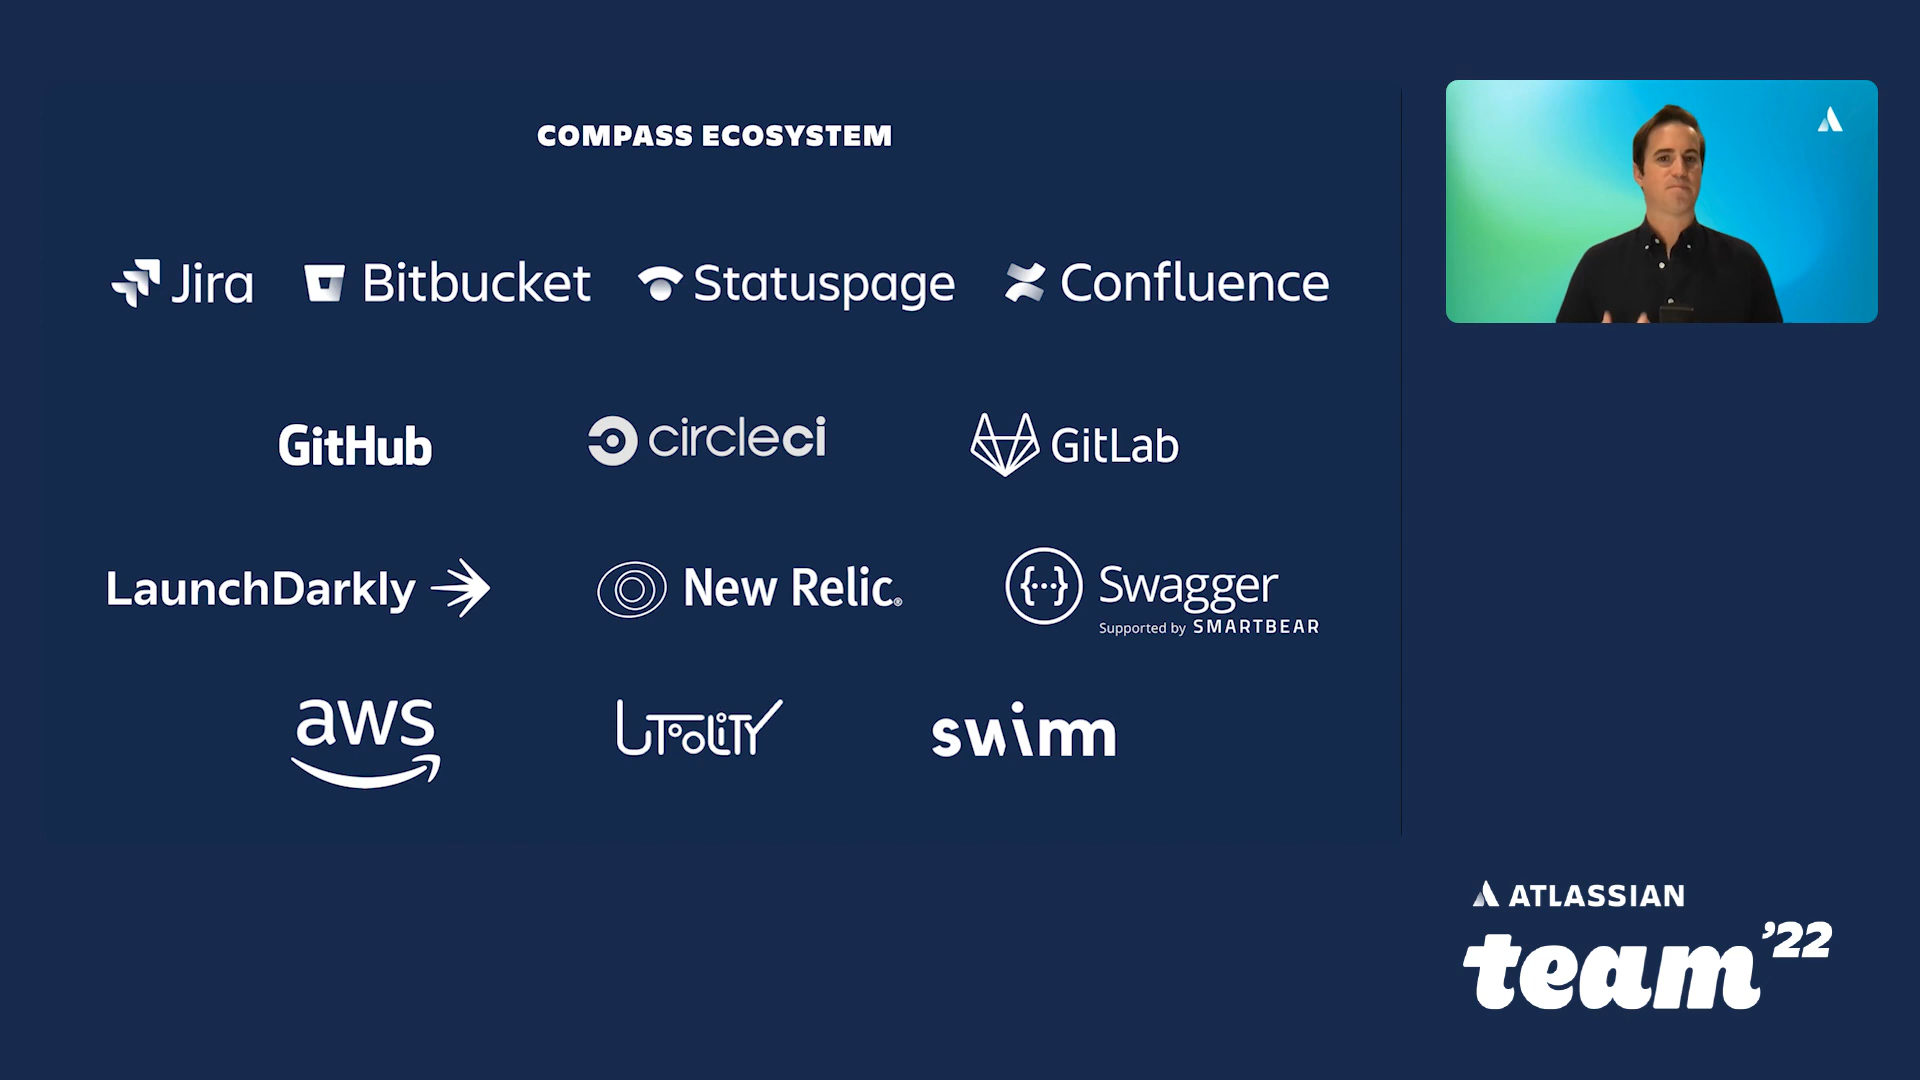 COMPASS ECOSYSTEM
Jira Bitbucket Statuspage Confluence
GitHub circleci GitLab
LaunchDarkly New Relic® Swagger
Supported by SMARTBEAR
aws UTOOLITY swimm
ATLASSIAN
team '22